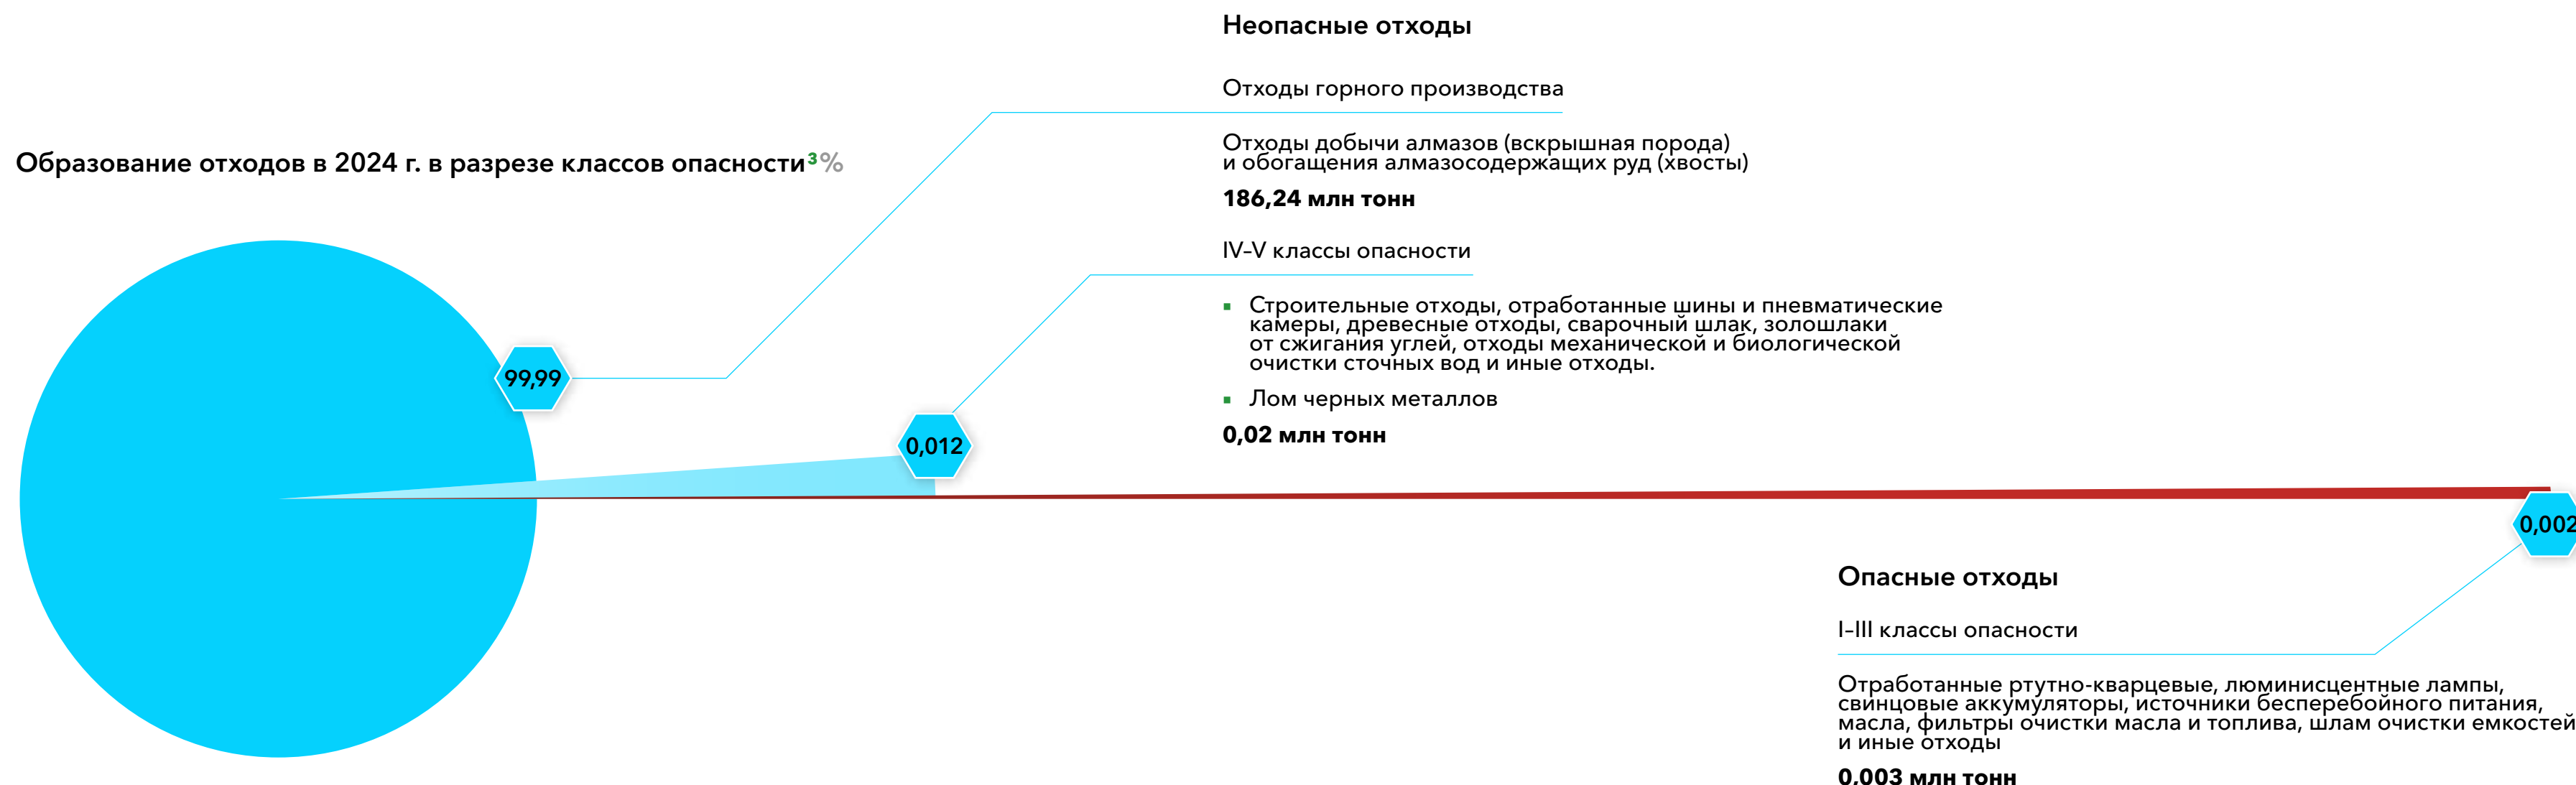 Неопасные отходы
Отходы горного производства
Образование отходов в 2024 г. в разрезе классов опасности³%
Отходы добычи алмазов (вскрышная порода)
и обогащения алмазосодержащих руд (хвосты)
186,24 млн тонн
IV–V классы опасности
▪ Строительные отходы, отработанные шины и пневматические
камеры, древесные отходы, сварочный шлак, золошлаки
от сжигания углей, отходы механической и биологической
очистки сточных вод и иные отходы.
▪ Лом черных металлов
0,02 млн тонн
99,99
0,012
0,002
Опасные отходы
I–III классы опасности
Отработанные ртутно-кварцевые, люминисцентные лампы,
свинцовые аккумуляторы, источники бесперебойного питания,
масла, фильтры очистки масла и топлива, шлам очистки емкостей
и иные отходы
0,003 млн тонн